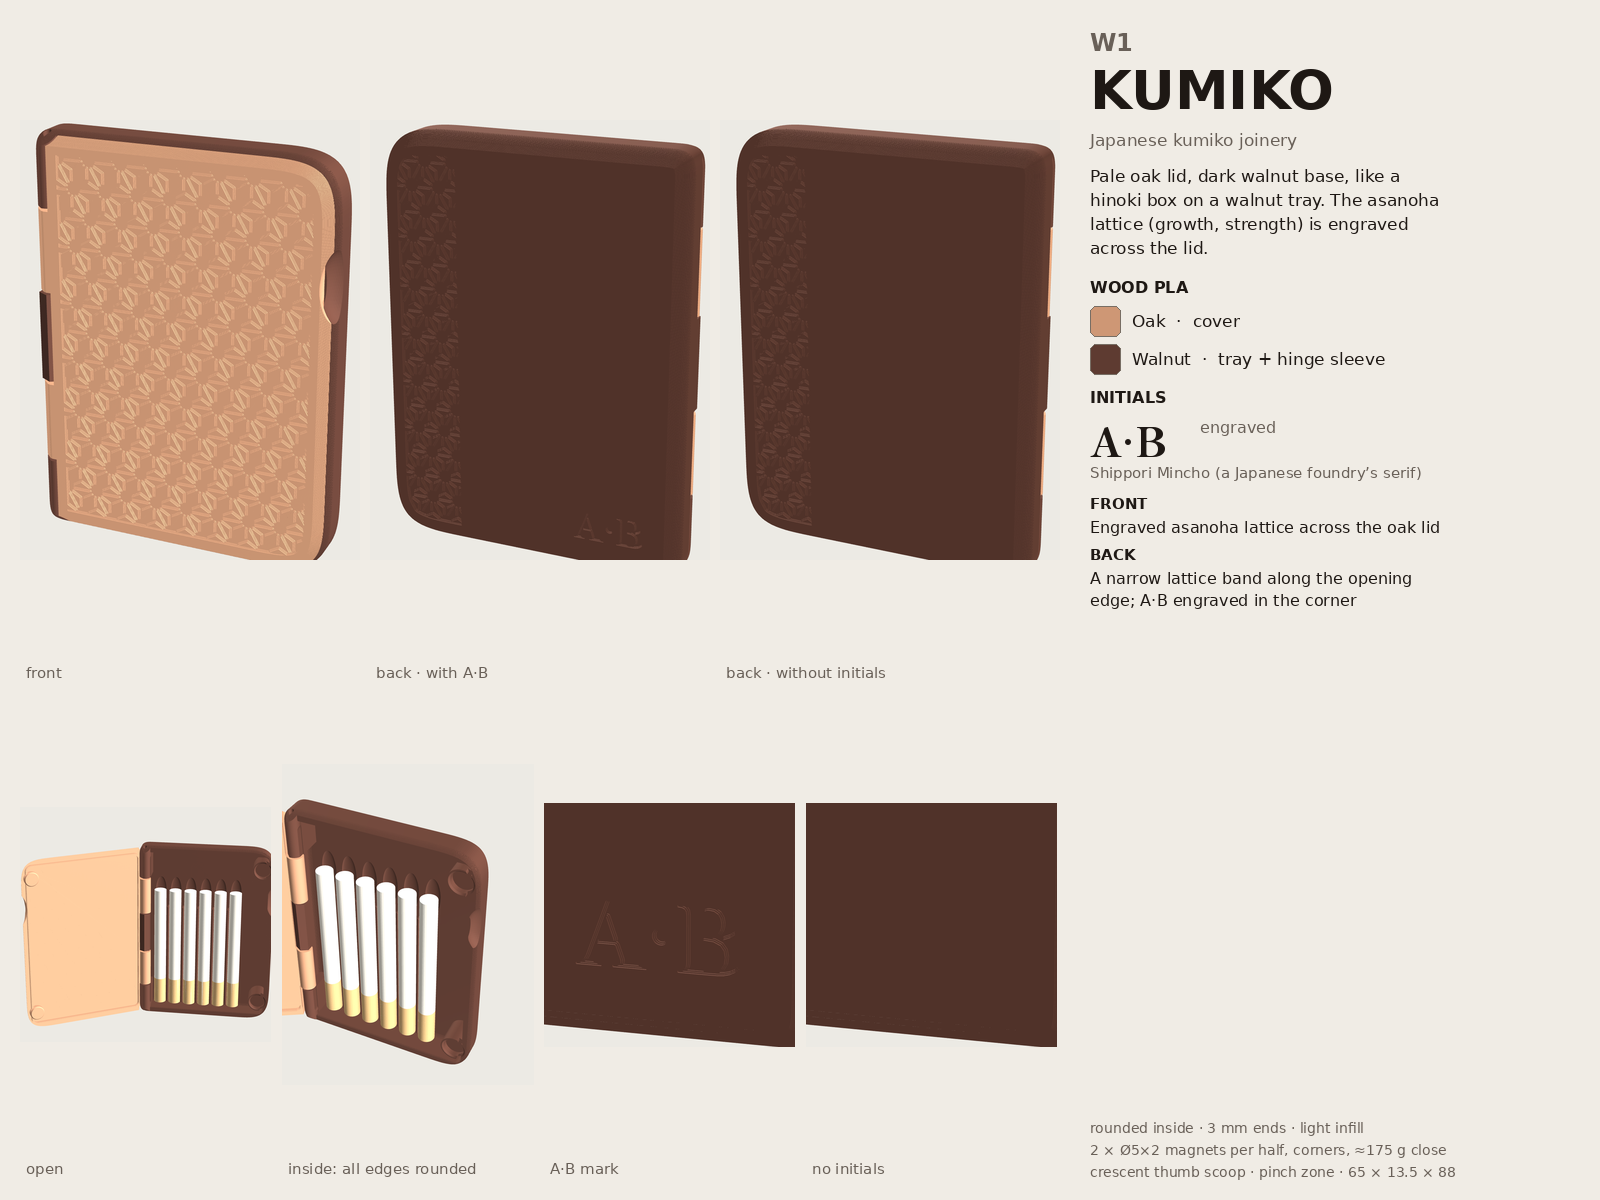 W1
KUMIKO
Japanese kumiko joinery
Pale oak lid, dark walnut base, like a
hinoki box on a walnut tray. The asanoha
lattice (growth, strength) is engraved
across the lid.
WOOD PLA
Oak · cover
Walnut · tray + hinge sleeve
INITIALS
A·B engraved
Shippori Mincho (a Japanese foundry’s serif)
FRONT
Engraved asanoha lattice across the oak lid
BACK
A narrow lattice band along the opening
edge; A·B engraved in the corner
A·B
front
back · with A·B
back · without initials
A·B
open
inside: all edges rounded
A·B mark
no initials
rounded inside · 3 mm ends · light infill
2 × Ø5×2 magnets per half, corners, ≈175 g close
crescent thumb scoop · pinch zone · 65 × 13.5 × 88